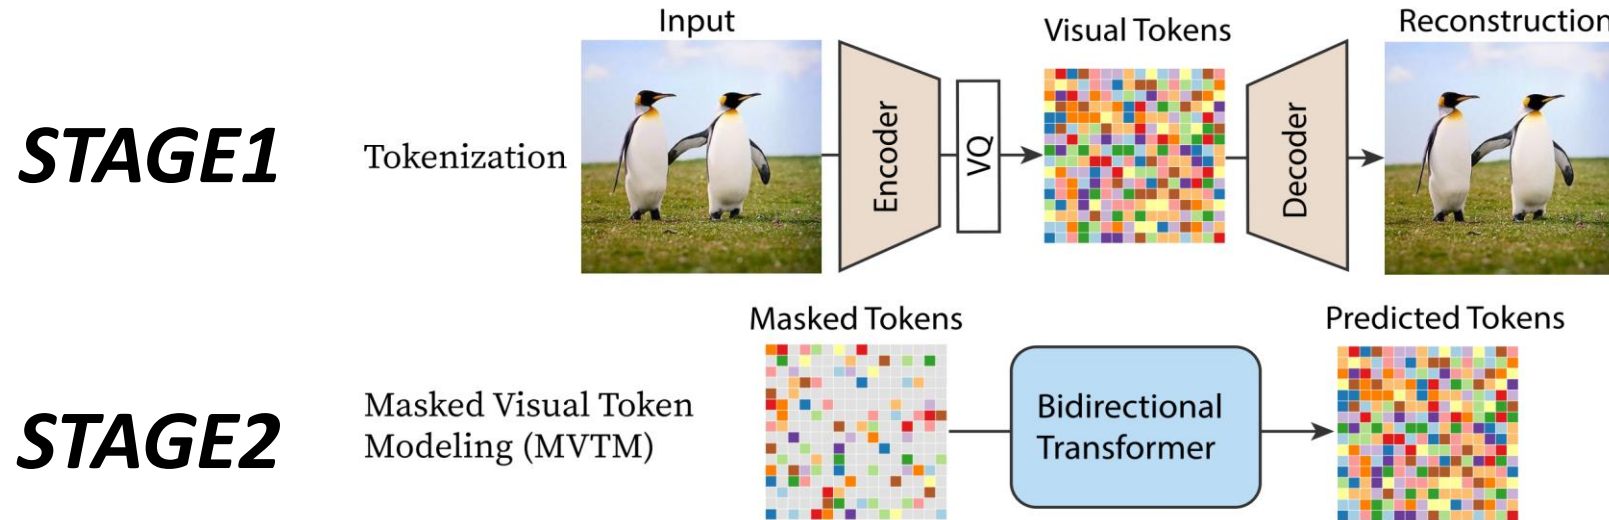 STAGE1
Tokenization
Input
Encoder
VQ
Visual Tokens
Decoder
Reconstruction
STAGE2
Masked Visual Token
Modeling (MVTM)
Masked Tokens
Bidirectional
Transformer
Predicted Tokens